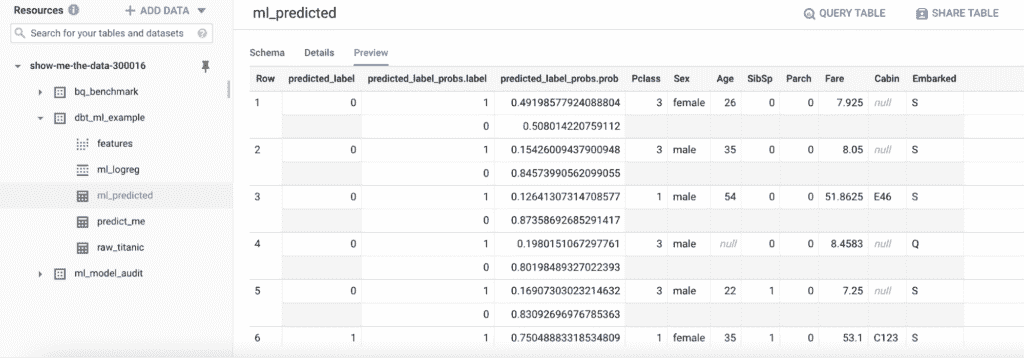 Resources + ADD DATA
Search for your tables and datasets
show-me-the-data-300016
bq_benchmark
dbt_ml_example
features
ml_logreg
ml_predicted
predict_me
raw_titanic
ml_model_audit
ml_predicted QUERY TABLE SHARE TABLE
Schema Details Preview
Row predicted_label predicted_label_probs.label predicted_label_probs.prob Pclass Sex Age SibSp Parch Fare Cabin Embarked
1 0 1 0.49198577924088804 3 female 26 0 0 7.925 null S
0 0.508014220759112
2 0 1 0.15426009437900948 3 male 35 0 0 8.05 null S
0 0.84573990562099055
3 0 1 0.12641307314708577 1 male 54 0 0 51.8625 E46 S
0 0.87358692685291417
4 0 1 0.1980151067297761 3 male null 0 0 8.4583 null Q
0 0.80198489327022393
5 0 1 0.16907303023214632 3 male 22 1 0 7.25 null S
0 0.83092696976785363
6 1 1 0.75048883318534809 1 female 35 1 0 53.1 C123 S